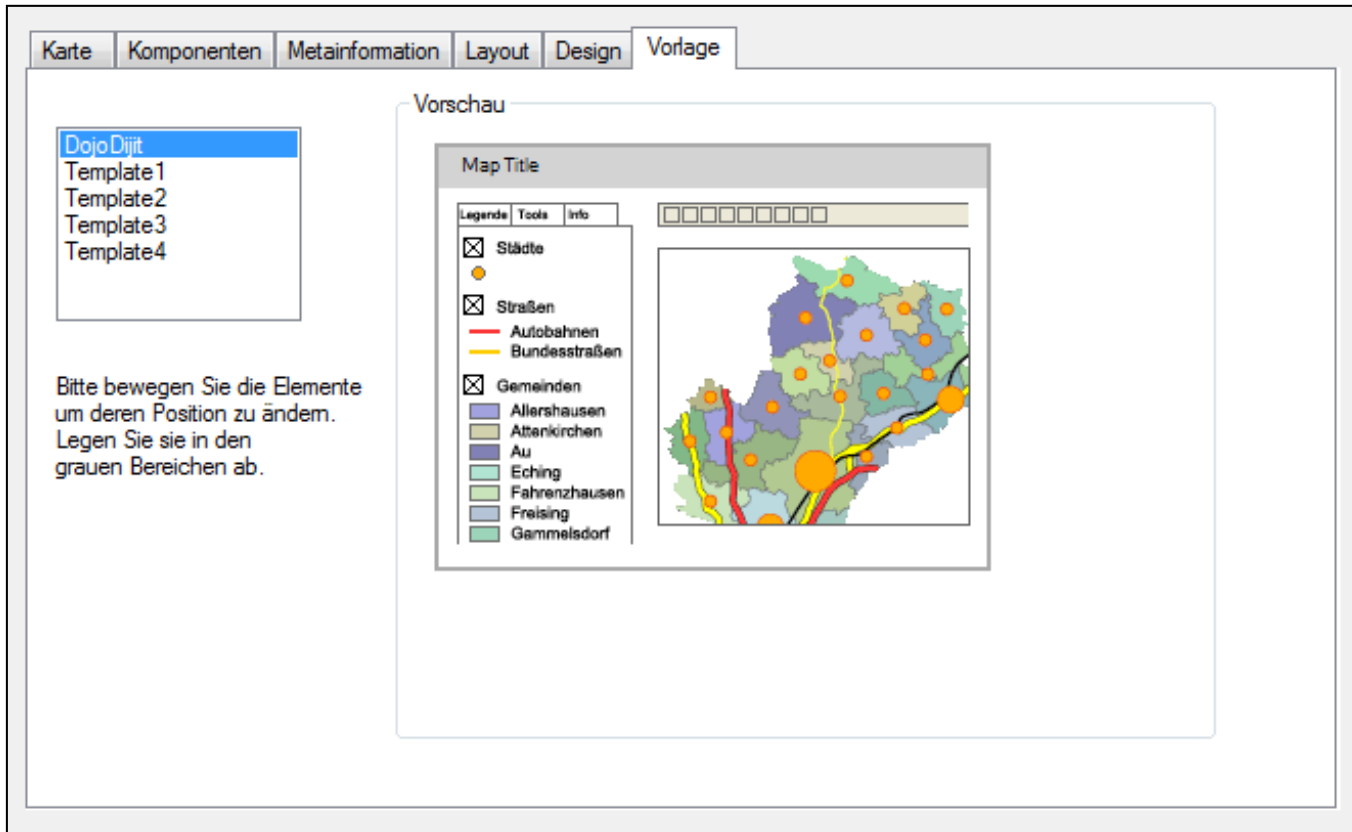 Karte Komponenten Metainformation Layout Design Vorlage
DojoDijit
Template1
Template2
Template3
Template4
Bitte bewegen Sie die Elemente
um deren Position zu ändern.
Legen Sie sie in den
grauen Bereichen ab.
Vorschau
Map Title
Legende Tools Info
Städte
Straßen
Autobahnen
Bundesstraßen
Gemeinden
Allershausen
Attenkirchen
Au
Eching
Fahrenzhausen
Freising
Gammelsdorf